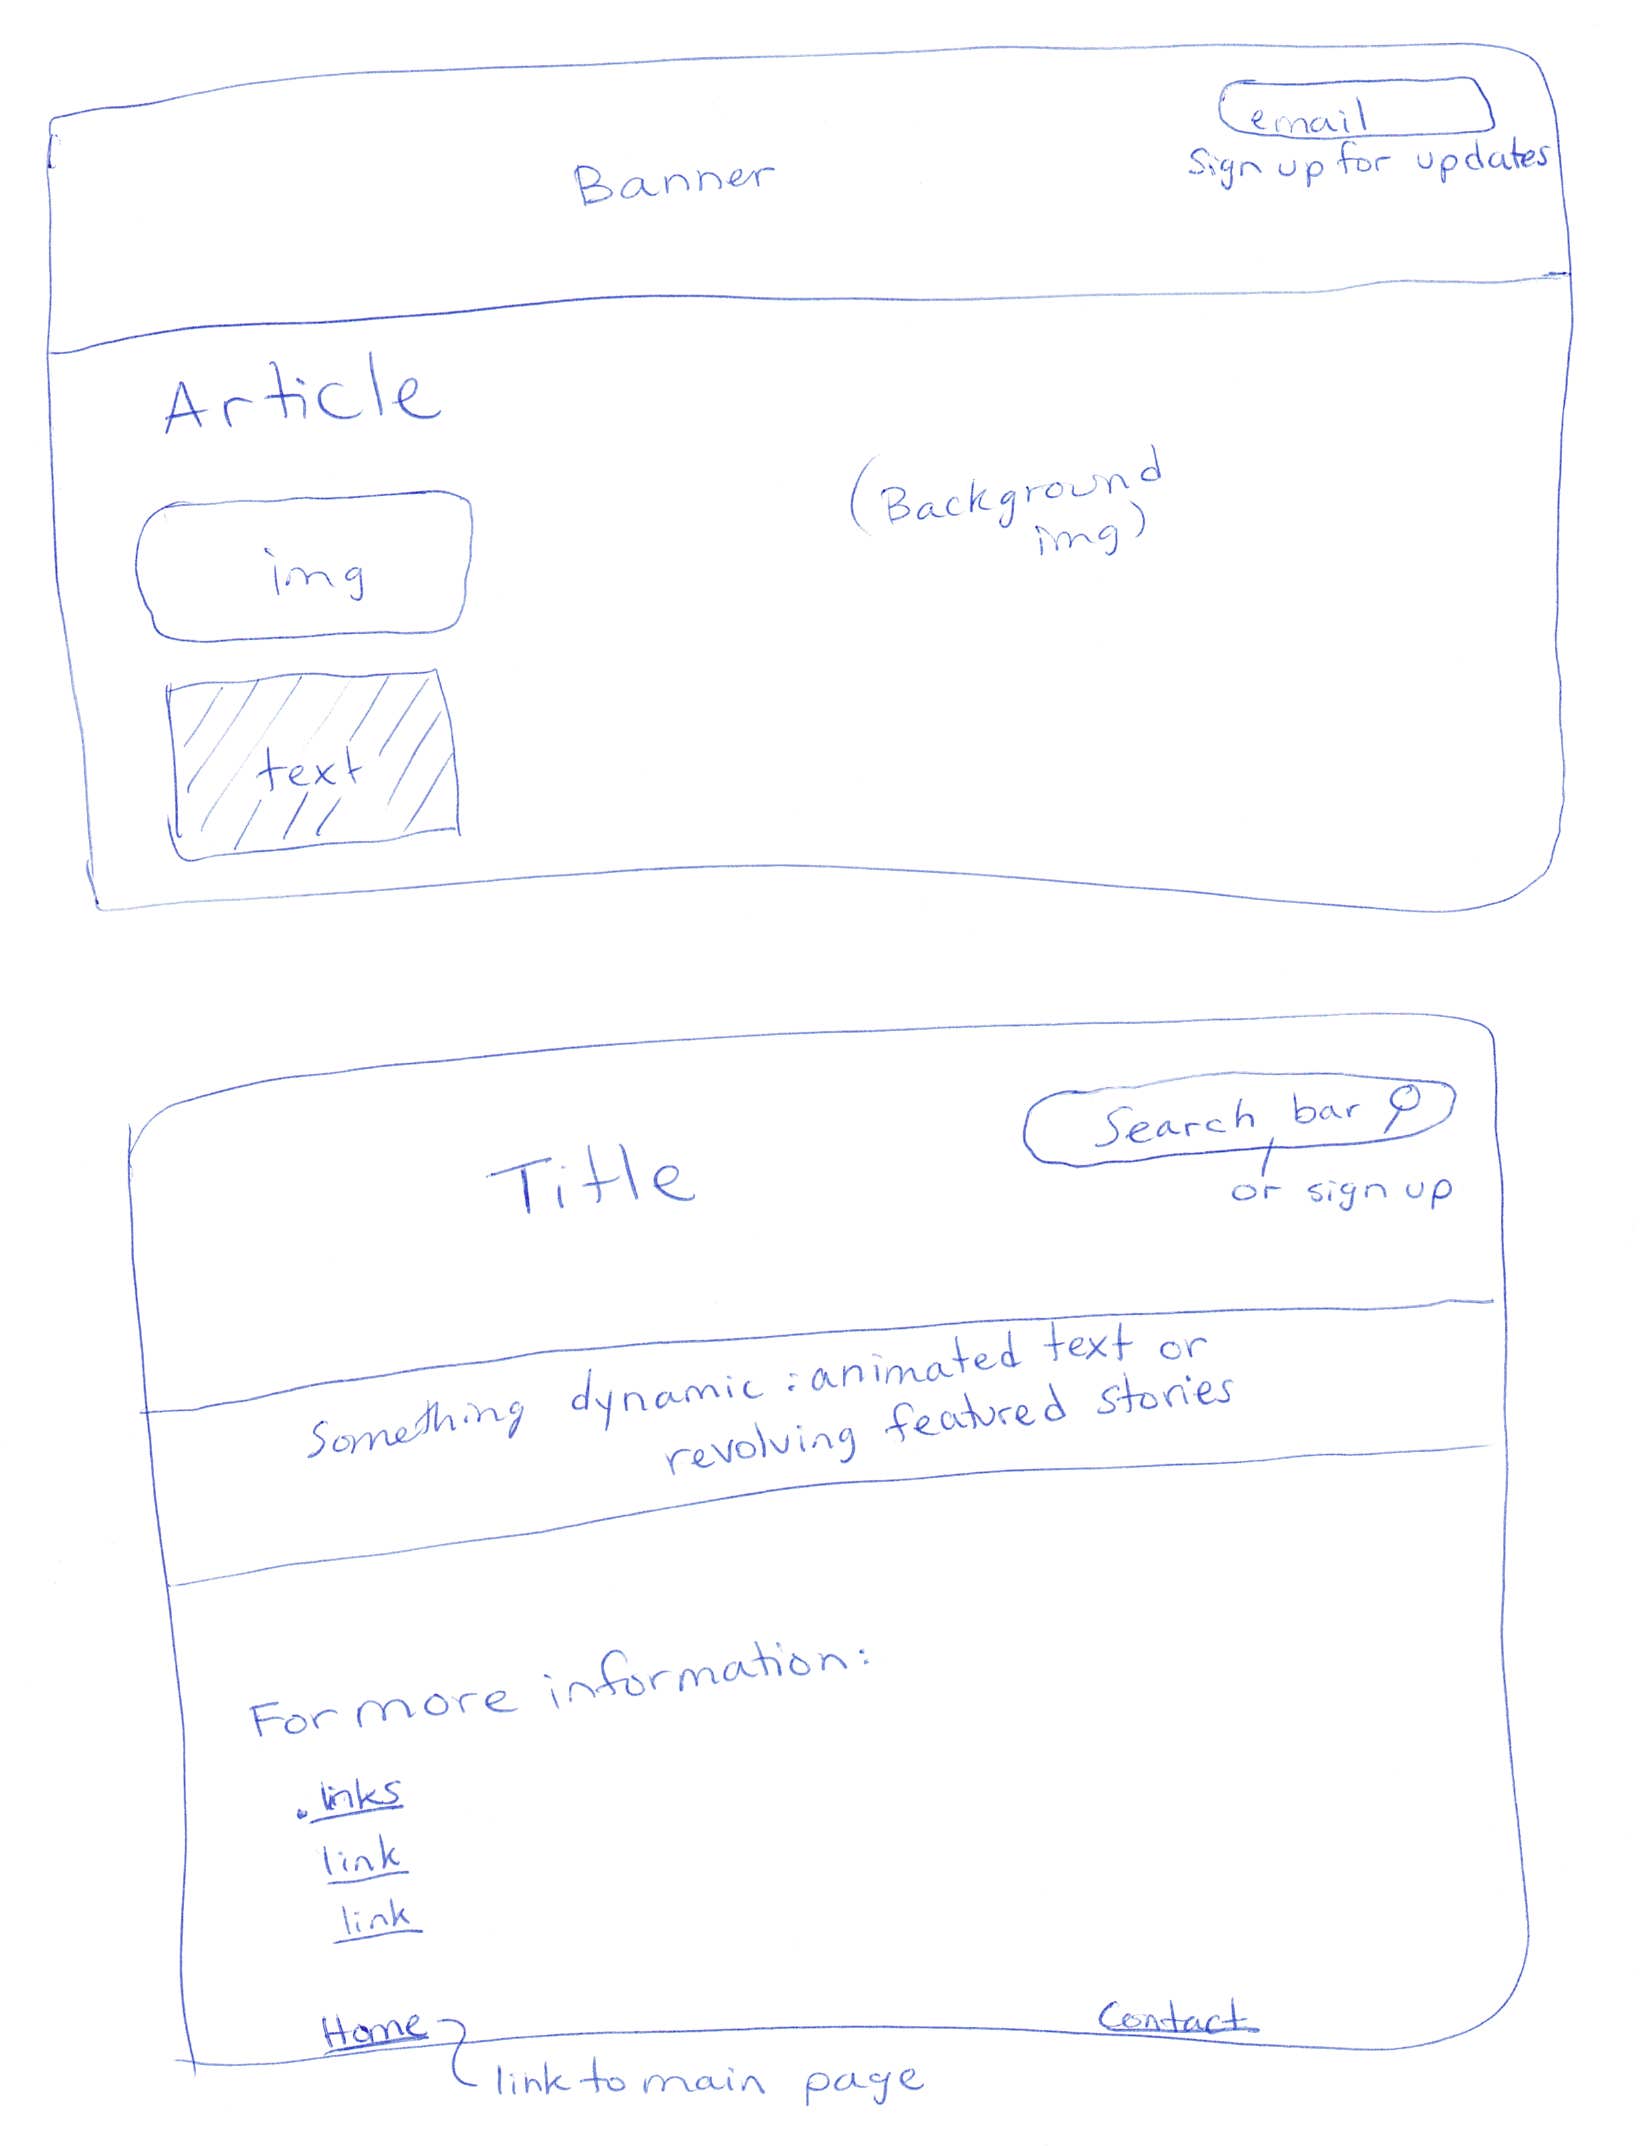 email
Sign up for updates
Banner
Article
(Background
img)
img
text
Search bar
or sign up
Title
Something dynamic: animated text or
revolving featured stories
For more information:
. links
link
link
Home
Contact
link to main page